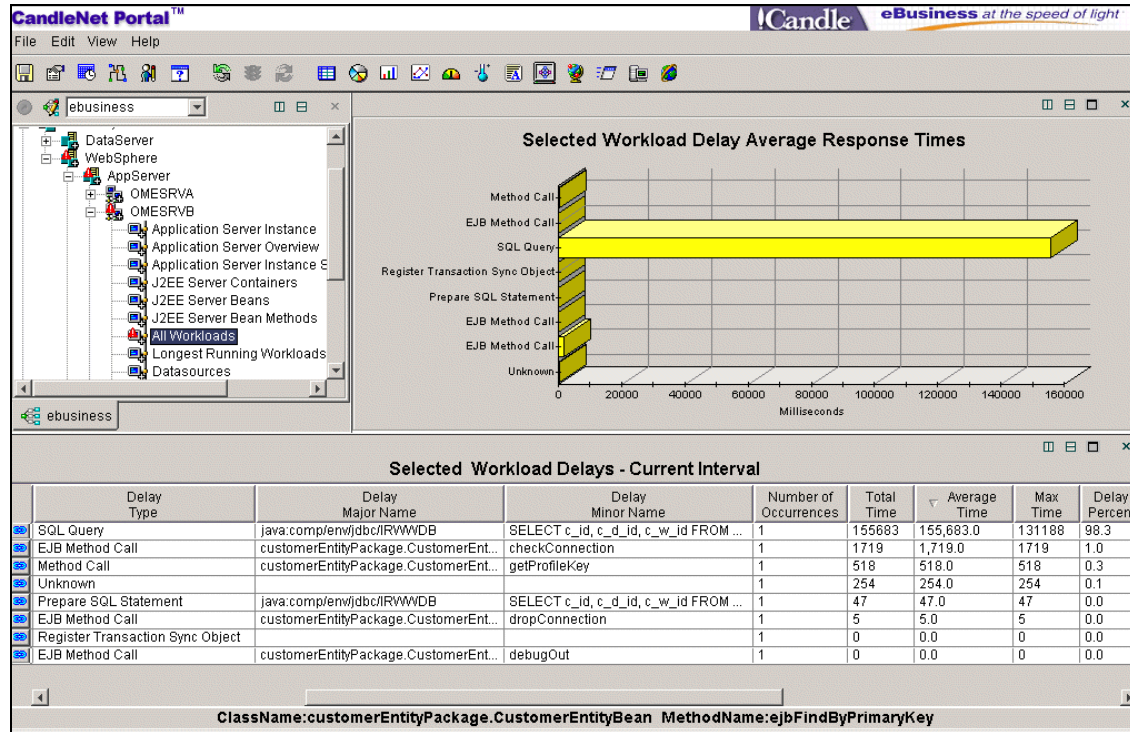 CandleNet Portal™
!Candle eBusiness at the speed of light
File Edit View Help
ebusiness
DataServer
WebSphere
AppServer
OMESRVA
OMESRVB
Application Server Instance
Application Server Overview
Application Server Instance S
J2EE Server Containers
J2EE Server Beans
J2EE Server Bean Methods
All Workloads
Longest Running Workloads
Datasources
ebusiness
Selected Workload Delay Average Response Times
Method Call
EJB Method Call
SQL Query
Register Transaction Sync Object
Prepare SQL Statement
EJB Method Call
EJB Method Call
Unknown
0 20000 40000 60000 80000 100000 120000 140000 160000
Milliseconds
Selected Workload Delays - Current Interval
Delay Type Delay Major Name Delay Minor Name Number of Occurrences Total Time Average Time Max Time Delay Percen
SQL Query java:comp/env/jdbc/IRWWDB SELECT c_id, c_d_id, c_w_id FROM ... 1 155683 155,683.0 131188 98.3
EJB Method Call customerEntityPackage.CustomerEnt... checkConnection 1 1719 1,719.0 1719 1.0
Method Call customerEntityPackage.CustomerEnt... getProfileKey 1 518 518.0 518 0.3
Unknown 1 254 254.0 254 0.1
Prepare SQL Statement java:comp/env/jdbc/IRWWDB SELECT c_id, c_d_id, c_w_id FROM ... 1 47 47.0 47 0.0
EJB Method Call customerEntityPackage.CustomerEnt... dropConnection 1 5 5.0 5 0.0
Register Transaction Sync Object 1 0 0.0 0 0.0
EJB Method Call customerEntityPackage.CustomerEnt... debugOut 1 0 0.0 0 0.0
ClassName:customerEntityPackage.CustomerEntityBean MethodName:ejbFindByPrimaryKey